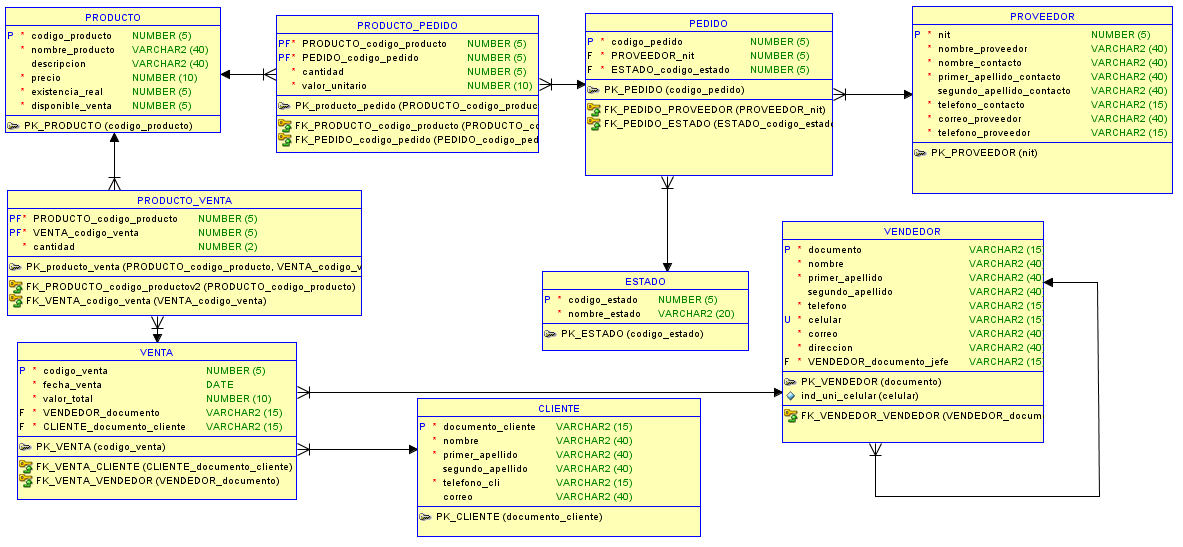 PRODUCTO
P * codigo_producto NUMBER (5)
* nombre_producto VARCHAR2 (40)
descripcion VARCHAR2 (40)
* precio NUMBER (10)
* existencia_real NUMBER (5)
* disponible_venta NUMBER (5)
PK_PRODUCTO (codigo_producto)
PRODUCTO_PEDIDO
PF* PRODUCTO_codigo_producto NUMBER (5)
PF* PEDIDO_codigo_pedido NUMBER (5)
* cantidad NUMBER (5)
* valor_unitario NUMBER (10)
PK_producto_pedido (PRODUCTO_codigo_produc
FK_PRODUCTO_codigo_producto (PRODUCTO_co
FK_PEDIDO_codigo_pedido (PEDIDO_codigo_ped
PEDIDO
P * codigo_pedido NUMBER (5)
F * PROVEEDOR_nit NUMBER (5)
F * ESTADO_codigo_estado NUMBER (5)
PK_PEDIDO (codigo_pedido)
FK_PEDIDO_PROVEEDOR (PROVEEDOR_nit)
FK_PEDIDO_ESTADO (ESTADO_codigo_estad
PROVEEDOR
P * nit NUMBER (5)
* nombre_proveedor VARCHAR2 (40)
* nombre_contacto VARCHAR2 (40)
* primer_apellido_contacto VARCHAR2 (40)
segundo_apellido_contacto VARCHAR2 (40)
* telefono_contacto VARCHAR2 (15)
* correo_proveedor VARCHAR2 (40)
* telefono_proveedor VARCHAR2 (15)
PK_PROVEEDOR (nit)
PRODUCTO_VENTA
PF* PRODUCTO_codigo_producto NUMBER (5)
PF* VENTA_codigo_venta NUMBER (5)
* cantidad NUMBER (2)
PK_producto_venta (PRODUCTO_codigo_producto, VENTA_codigo_v
FK_PRODUCTO_codigo_productov2 (PRODUCTO_codigo_producto)
FK_VENTA_codigo_venta (VENTA_codigo_venta)
ESTADO
P * codigo_estado NUMBER (5)
* nombre_estado VARCHAR2 (20)
PK_ESTADO (codigo_estado)
VENDEDOR
P * documento VARCHAR2 (15
* nombre VARCHAR2 (40
* primer_apellido VARCHAR2 (40
segundo_apellido VARCHAR2 (40
* telefono VARCHAR2 (15
U * celular VARCHAR2 (15
* correo VARCHAR2 (40
* direccion VARCHAR2 (40
F * VENDEDOR_documento_jefe VARCHAR2 (15
PK_VENDEDOR (documento)
ind_uni_celular (celular)
FK_VENDEDOR_VENDEDOR (VENDEDOR_docum
VENTA
P * codigo_venta NUMBER (5)
* fecha_venta DATE
* valor_total NUMBER (10)
F * VENDEDOR_documento VARCHAR2 (15)
F * CLIENTE_documento_cliente VARCHAR2 (15)
PK_VENTA (codigo_venta)
FK_VENTA_CLIENTE (CLIENTE_documento_cliente)
FK_VENTA_VENDEDOR (VENDEDOR_documento)
CLIENTE
P * documento_cliente VARCHAR2 (15)
* nombre VARCHAR2 (40)
* primer_apellido VARCHAR2 (40)
segundo_apellido VARCHAR2 (40)
* telefono_cli VARCHAR2 (15)
correo VARCHAR2 (40)
PK_CLIENTE (documento_cliente)